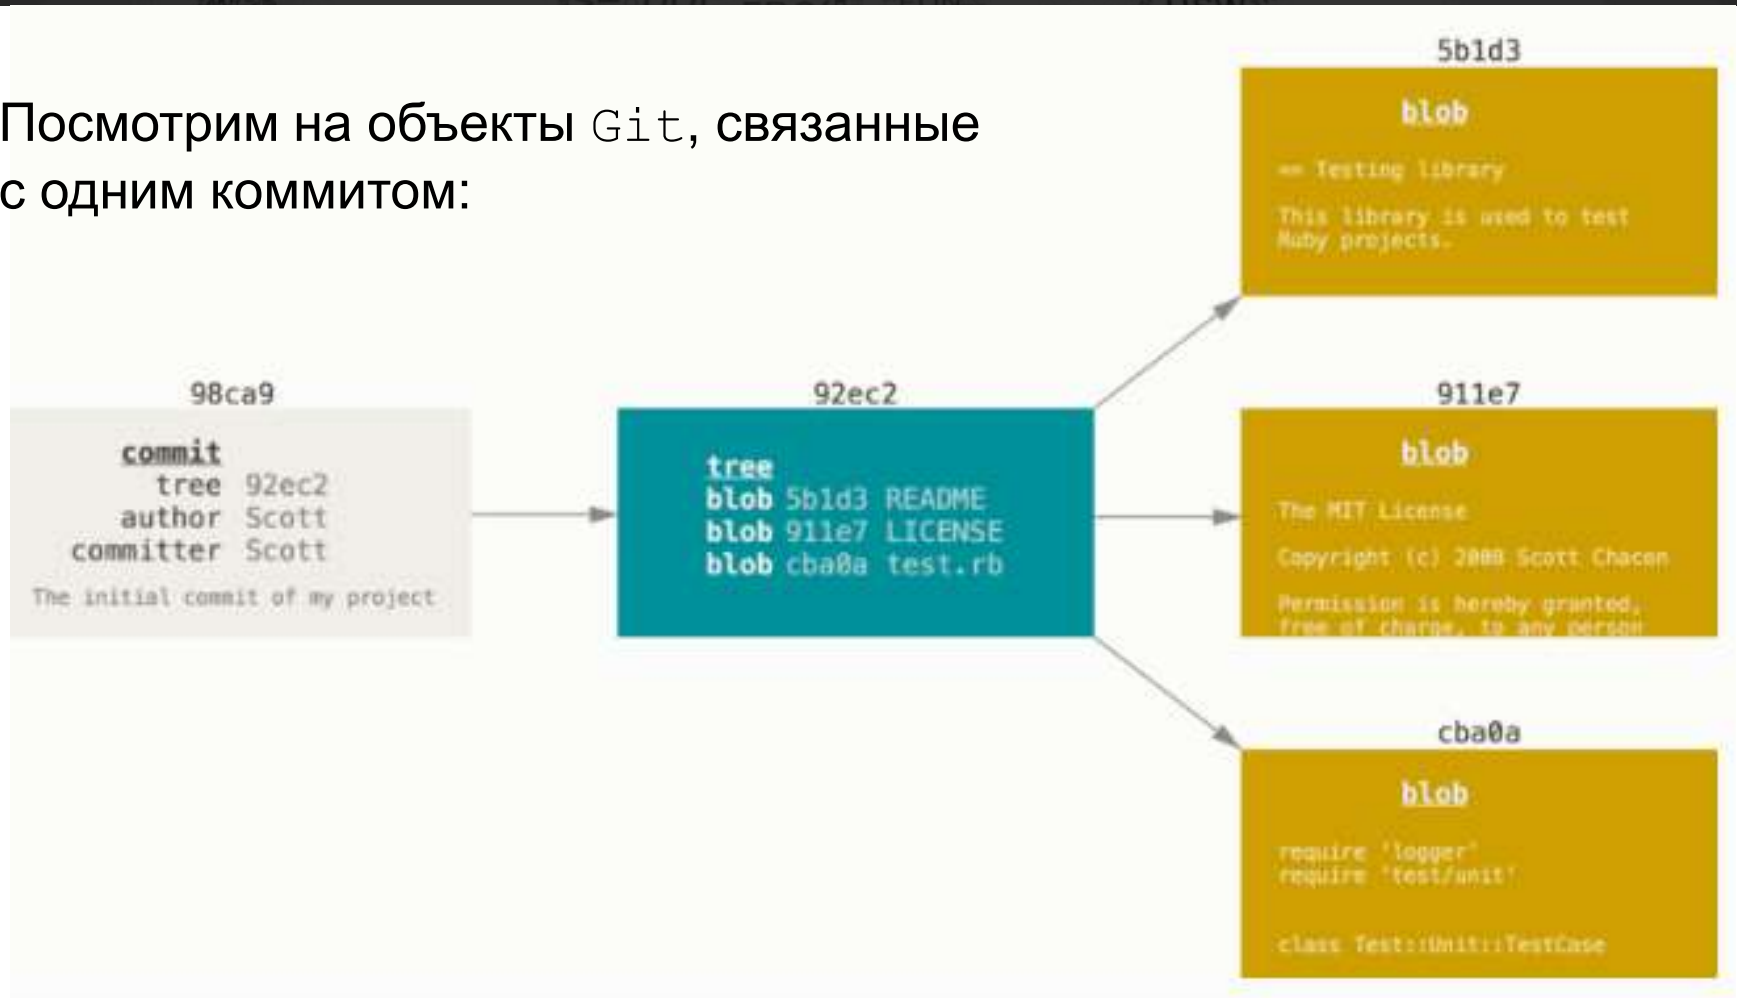 Посмотрим на объекты Git, связанные
с одним коммитом:
5b1d3
blob
== Testing library
This library is used to test
Ruby projects.
98ca9
commit
tree 92ec2
author Scott
committer Scott
The initial commit of my project
92ec2
tree
blob 5b1d3 README
blob 911e7 LICENSE
blob cba0a test.rb
911e7
blob
The MIT License
Copyright (c) 2008 Scott Chacon
Permission is hereby granted,
free of charge, to any person
cba0a
blob
require 'logger'
require 'test/unit'
class Test::Unit::TestCase